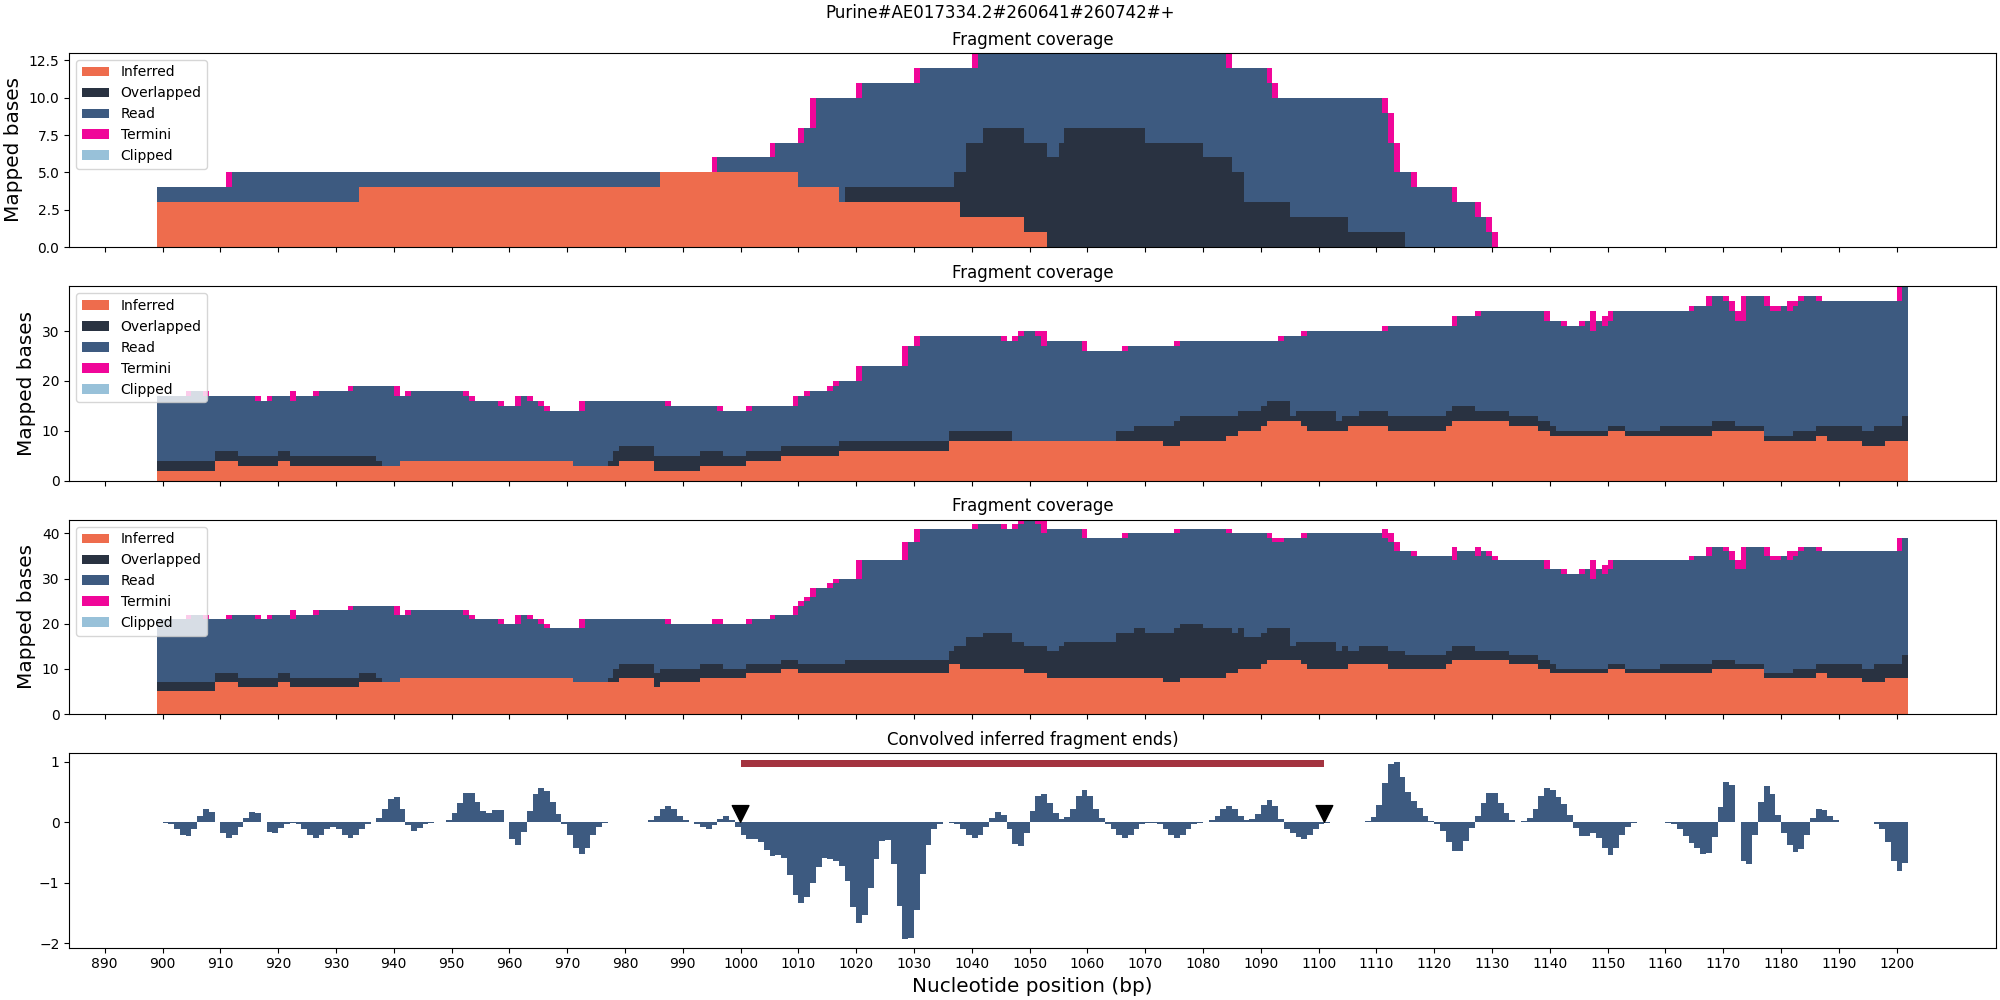 Purine#AE017334.2#260641#260742#+
Fragment coverage
Mapped bases
12.5
10.0
7.5
5.0
2.5
0.0
Inferred
Overlapped
Read
Termini
Clipped
Fragment coverage
Mapped bases
30
20
10
0
Inferred
Overlapped
Read
Termini
Clipped
Fragment coverage
Mapped bases
40
30
20
10
0
Inferred
Overlapped
Read
Termini
Clipped
Convolved inferred fragment ends)
1
0
−1
−2
890 900 910 920 930 940 950 960 970 980 990 1000 1010 1020 1030 1040 1050 1060 1070 1080 1090 1100 1110 1120 1130 1140 1150 1160 1170 1180 1190 1200
Nucleotide position (bp)